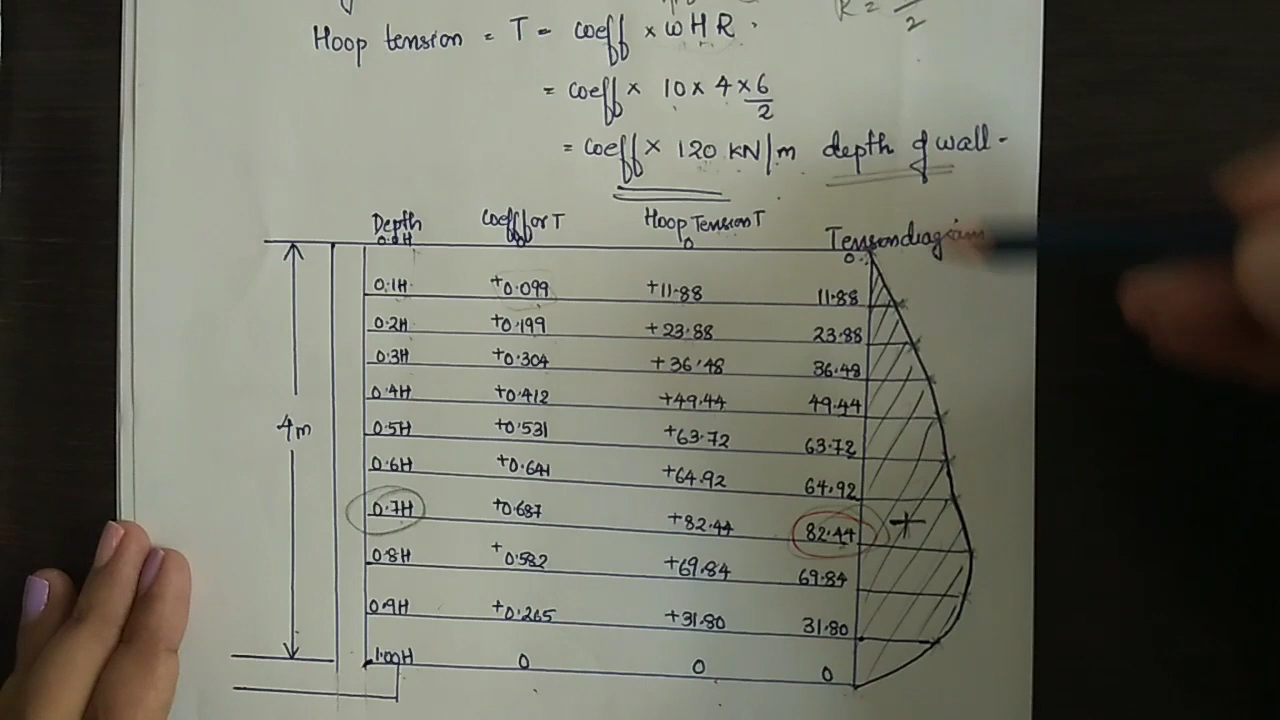 Hoop tension = T = coeff × ωHR.
R = /2
= coeff × 10 × 4 × 6/2
= coeff × 120 KN/m depth of wall-
Depth Coeff for T Hoop Tension T Tension diagram
0.0H 0 0 0
0.1H +0.099 +11.88 11.88
0.2H +0.199 +23.88 23.88
0.3H +0.304 +36.48 36.48
0.4H +0.412 +49.44 49.44
0.5H +0.531 +63.72 63.72
4m
0.6H +0.641 +64.92 64.92
0.7H +0.687 +82.44 82.44 +
0.8H +0.582 +69.84 69.84
0.9H +0.265 +31.80 31.80
1.00H 0 0 0